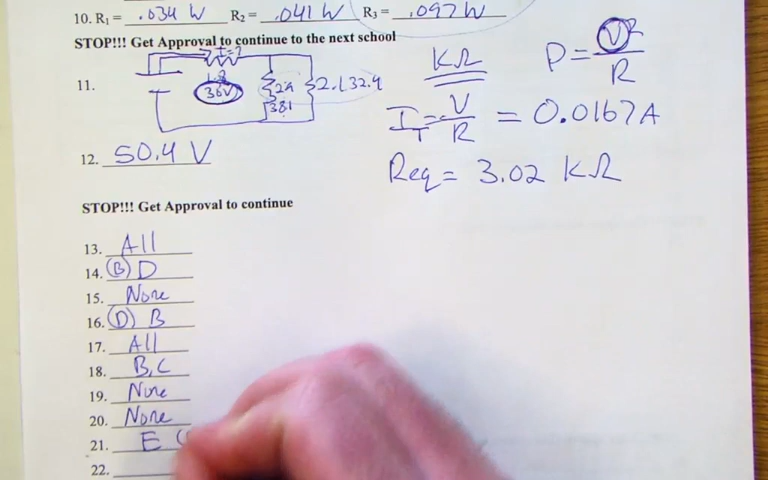 10. R₁ = .034 W R₂ = .041 W R₃ = .097 W
STOP!!! Get Approval to continue to the next school
KΩ P = V²/R
11. I=? 36V 2Ω 2.L32.4
381
I_T = V/R = 0.0167A
12. 50.4 V
Req = 3.02 KΩ
STOP!!! Get Approval to continue
13. All
14. (B) D
15. None
16. (D) B
17. All
18. B,C
19. None
20. None
21. E
22.